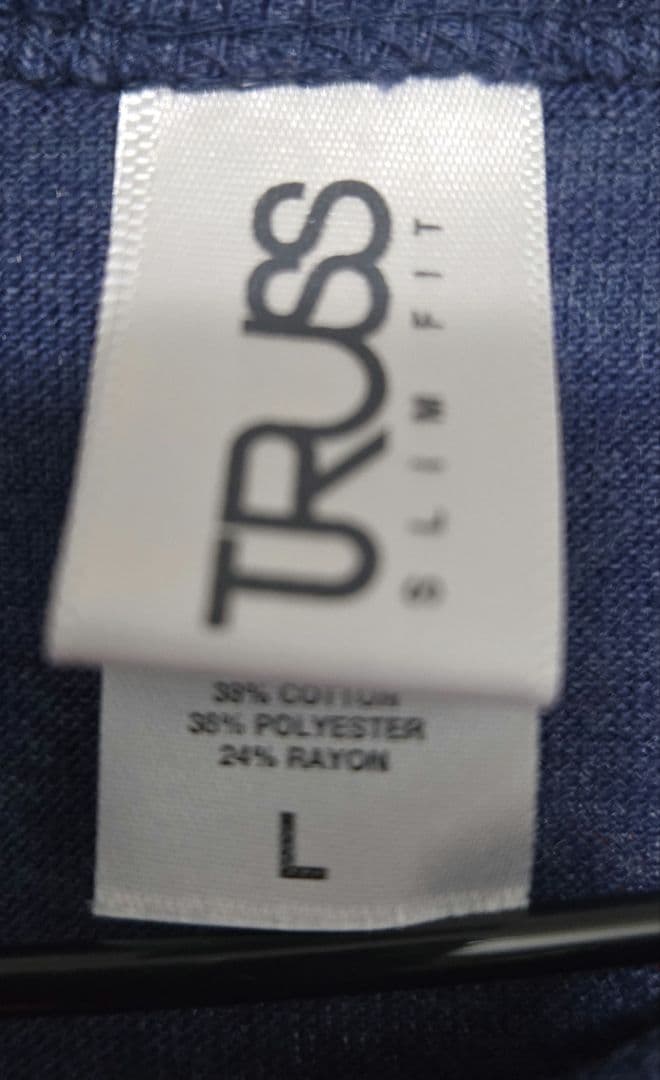 TRUSS
SLIM FIT
38% COTTON
38% POLYESTER
24% RAYON
L